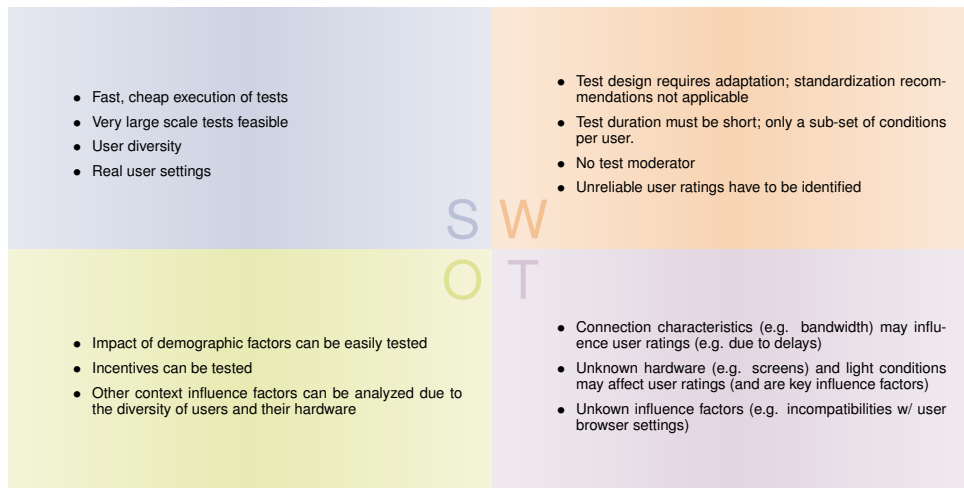 ● Fast, cheap execution of tests
● Very large scale tests feasible
● User diversity
● Real user settings
● Test design requires adaptation; standardization recom-
mendations not applicable
● Test duration must be short; only a sub-set of conditions
per user.
● No test moderator
● Unreliable user ratings have to be identified
S W
O T
● Impact of demographic factors can be easily tested
● Incentives can be tested
● Other context influence factors can be analyzed due to
the diversity of users and their hardware
● Connection characteristics (e.g. bandwidth) may influ-
ence user ratings (e.g. due to delays)
● Unknown hardware (e.g. screens) and light conditions
may affect user ratings (and are key influence factors)
● Unkown influence factors (e.g. incompatibilities w/ user
browser settings)